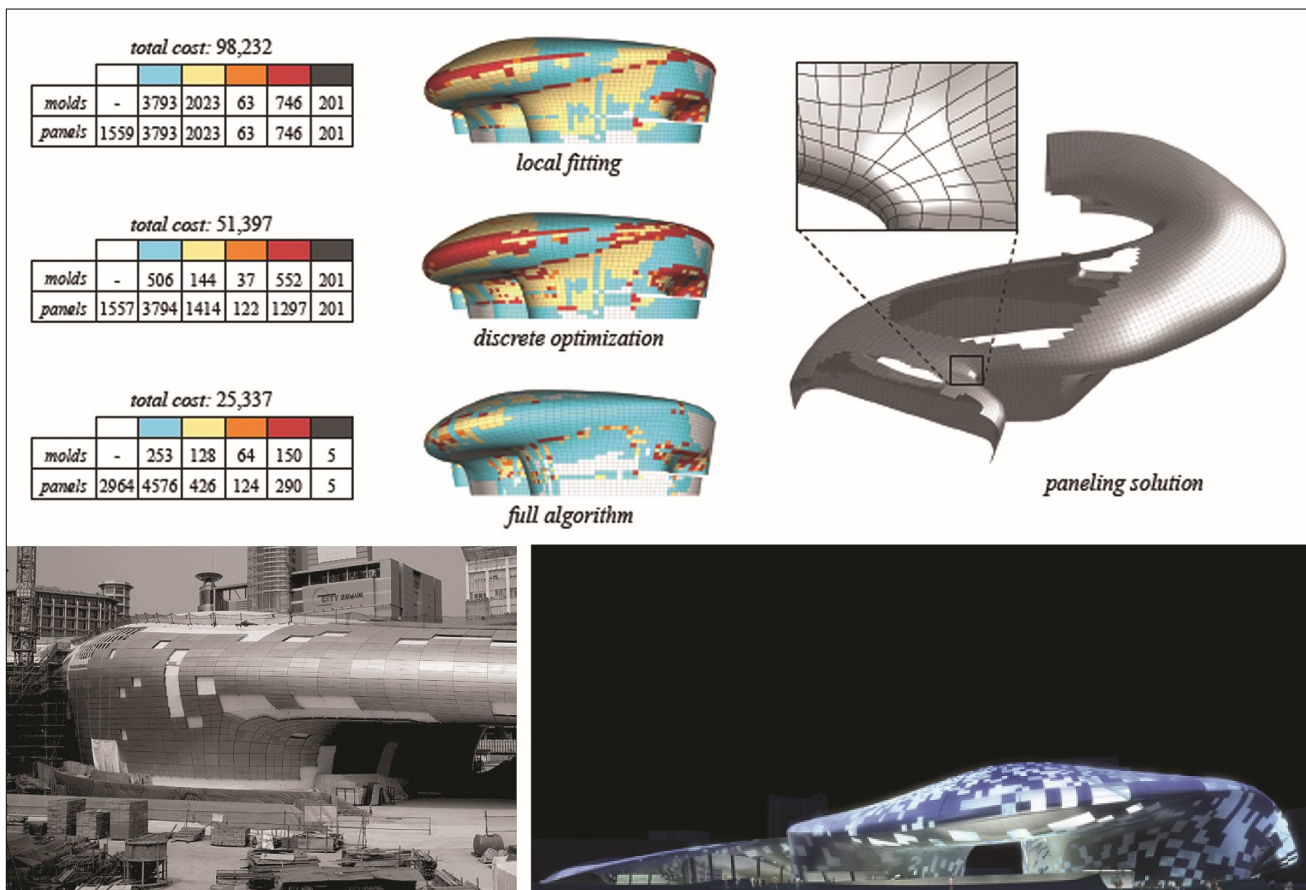 total cost: 98,232
molds - 3793 2023 63 746 201
panels 1559 3793 2023 63 746 201
local fitting
total cost: 51,397
molds - 506 144 37 552 201
panels 1557 3794 1414 122 1297 201
discrete optimization
total cost: 25,337
molds - 253 128 64 150 5
panels 2964 4576 426 124 290 5
full algorithm
paneling solution
CITY